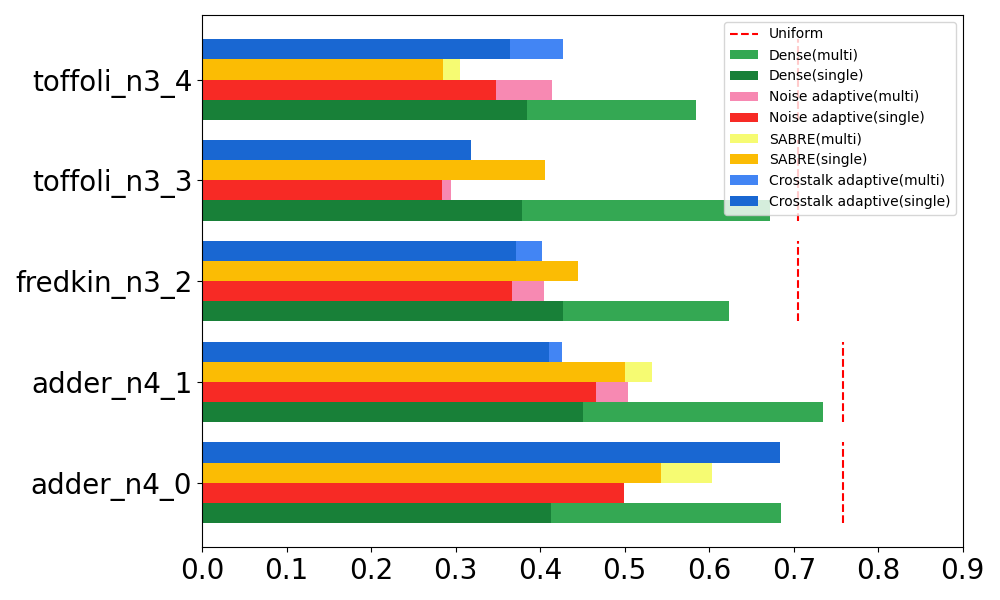 toffoli_n3_4
toffoli_n3_3
fredkin_n3_2
adder_n4_1
adder_n4_0
Uniform
Dense(multi)
Dense(single)
Noise adaptive(multi)
Noise adaptive(single)
SABRE(multi)
SABRE(single)
Crosstalk adaptive(multi)
Crosstalk adaptive(single)
0.0 0.1 0.2 0.3 0.4 0.5 0.6 0.7 0.8 0.9